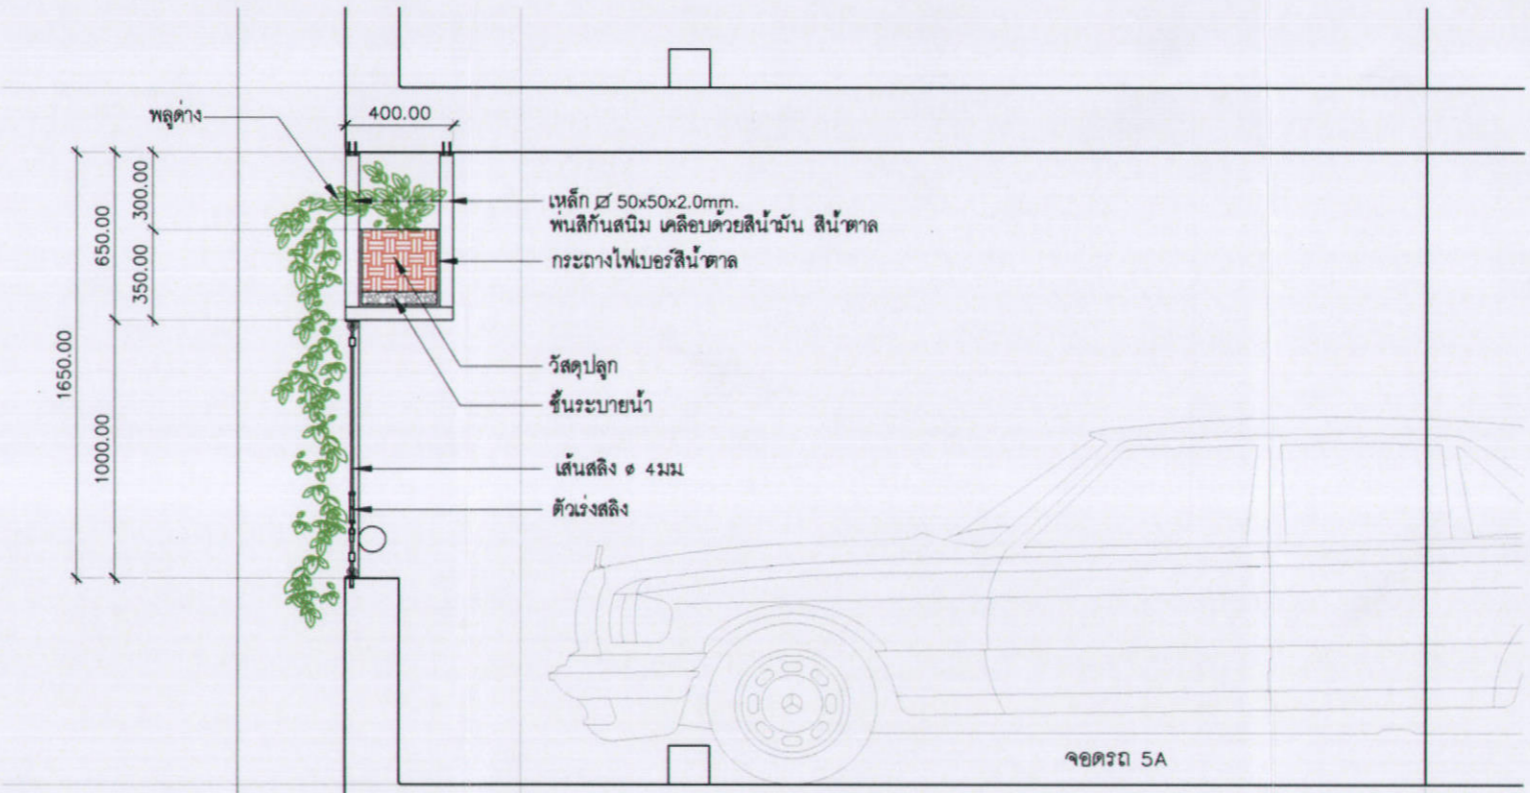 พลูด่าง
400.00
300.00
650.00
350.00
1650.00
1000.00
เหล็ก ⌀ 50x50x2.0mm.
พ่นสีกันสนิม เคลือบด้วยสีน้ำมัน สีน้ำตาล
กระถางไฟเบอร์สีน้ำตาล
วัสดุปลูก
ชั้นระบายน้ำ
เส้นสลิง ø 4มม.
ตัวเร่งสลิง
จอดรถ 5A